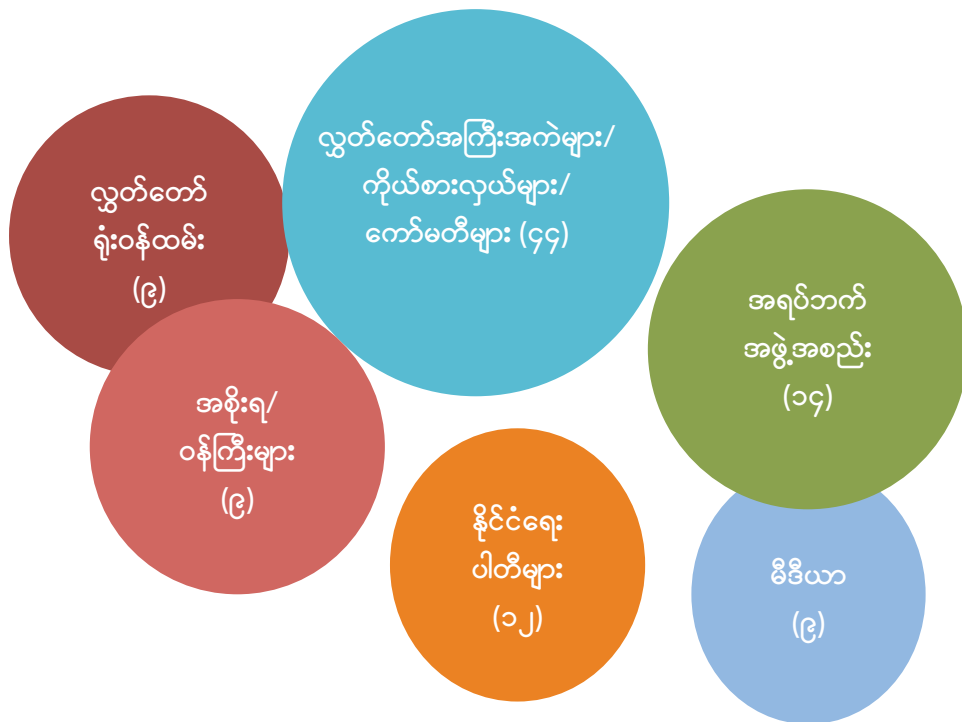 လွှတ်တော်အကြီးအကဲများ/
ကိုယ်စားလှယ်များ/
ကော်မတီများ (၄၄)
လွှတ်တော်
ရုံးဝန်ထမ်း
(၉)
အရပ်ဘက်
အဖွဲ့အစည်း
(၁၄)
အစိုးရ/
ဝန်ကြီးများ
(၉)
နိုင်ငံရေး
ပါတီများ
(၁၂)
မီဒီယာ
(၉)